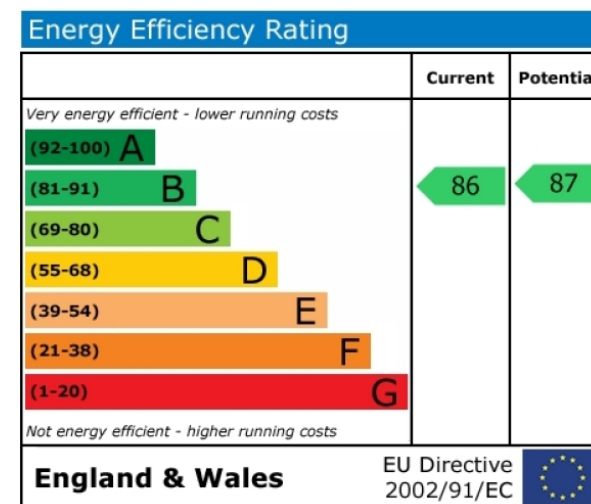 Energy Efficiency Rating
Current Potentia
Very energy efficient - lower running costs
(92-100) A
(81-91) B
86 87
(69-80) C
(55-68) D
(39-54) E
(21-38) F
(1-20) G
Not energy efficient - higher running costs
England & Wales
EU Directive
2002/91/EC